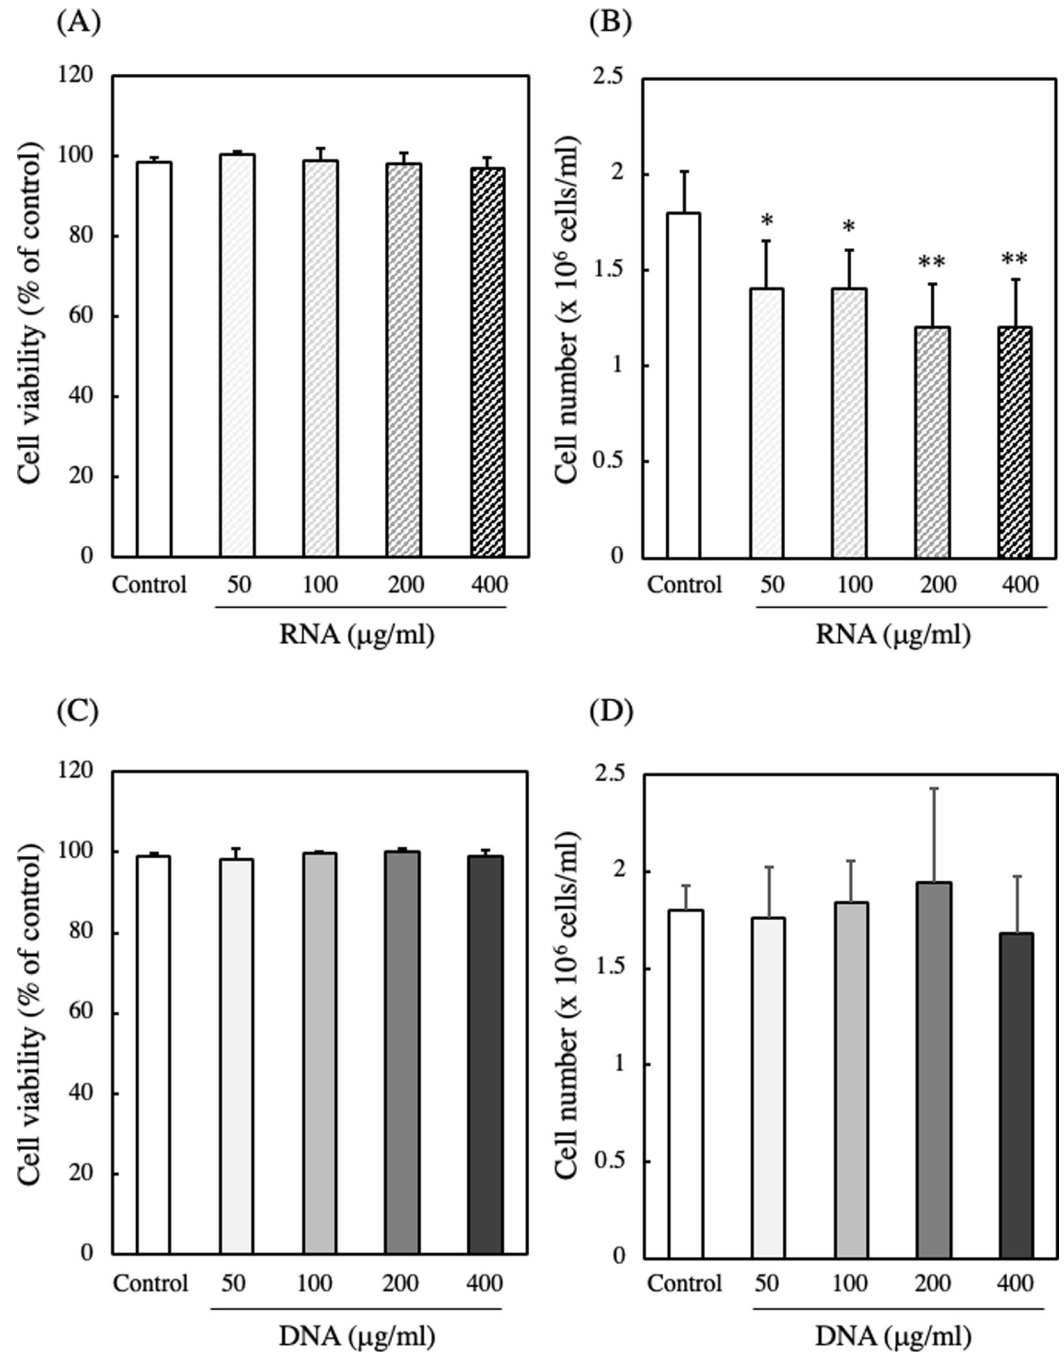 (A)
Cell viability (% of control)
120
100
80
60
40
20
0
Control 50 100 200 400
RNA (μg/ml)
(B)
Cell number (x 10⁶ cells/ml)
2.5
2
1.5
1
0.5
0
* * ** **
Control 50 100 200 400
RNA (μg/ml)
(C)
Cell viability (% of control)
120
100
80
60
40
20
0
Control 50 100 200 400
DNA (μg/ml)
(D)
Cell number (x 10⁶ cells/ml)
2.5
2
1.5
1
0.5
0
Control 50 100 200 400
DNA (μg/ml)